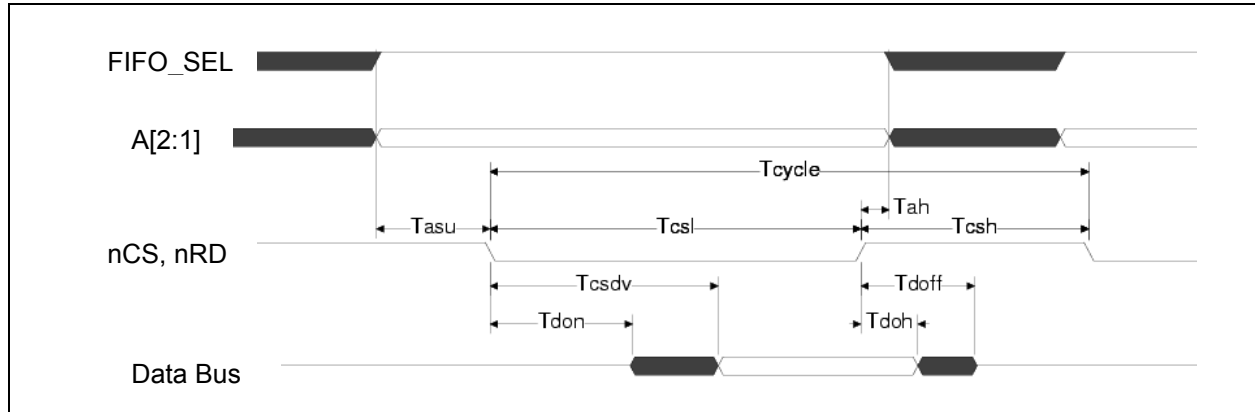 FIFO_SEL
A[2:1]
Tcycle
Tah
Tasu
Tcsl
Tcsh
nCS, nRD
Tcsdv
Tdoff
Tdon
Tdoh
Data Bus